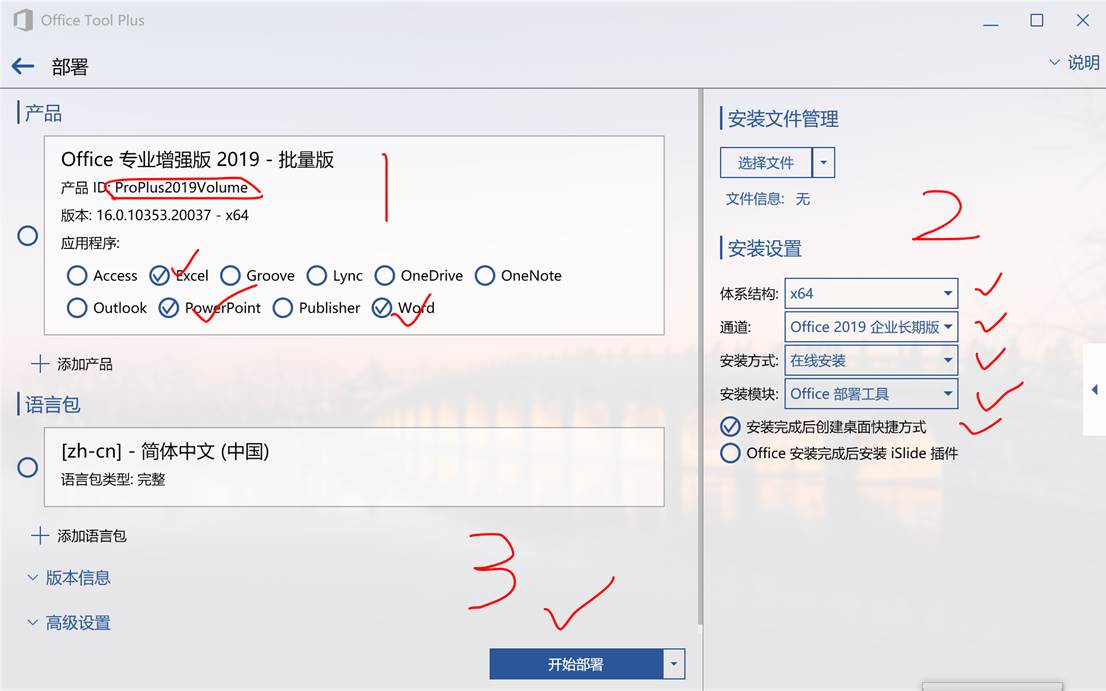 Office Tool Plus
部署
说明
产品
Office 专业增强版 2019 - 批量版
产品 ID: ProPlus2019Volume
版本: 16.0.10353.20037 - x64
应用程序:
Access Excel Groove Lync OneDrive OneNote
Outlook PowerPoint Publisher Word
添加产品
语言包
[zh-cn] - 简体中文 (中国)
语言包类型: 完整
添加语言包
版本信息
高级设置
开始部署
安装文件管理
选择文件
文件信息: 无
安装设置
体系结构: x64
通道: Office 2019 企业长期版
安装方式: 在线安装
安装模块: Office 部署工具
安装完成后创建桌面快捷方式
Office 安装完成后安装 iSlide 插件
1
2
3